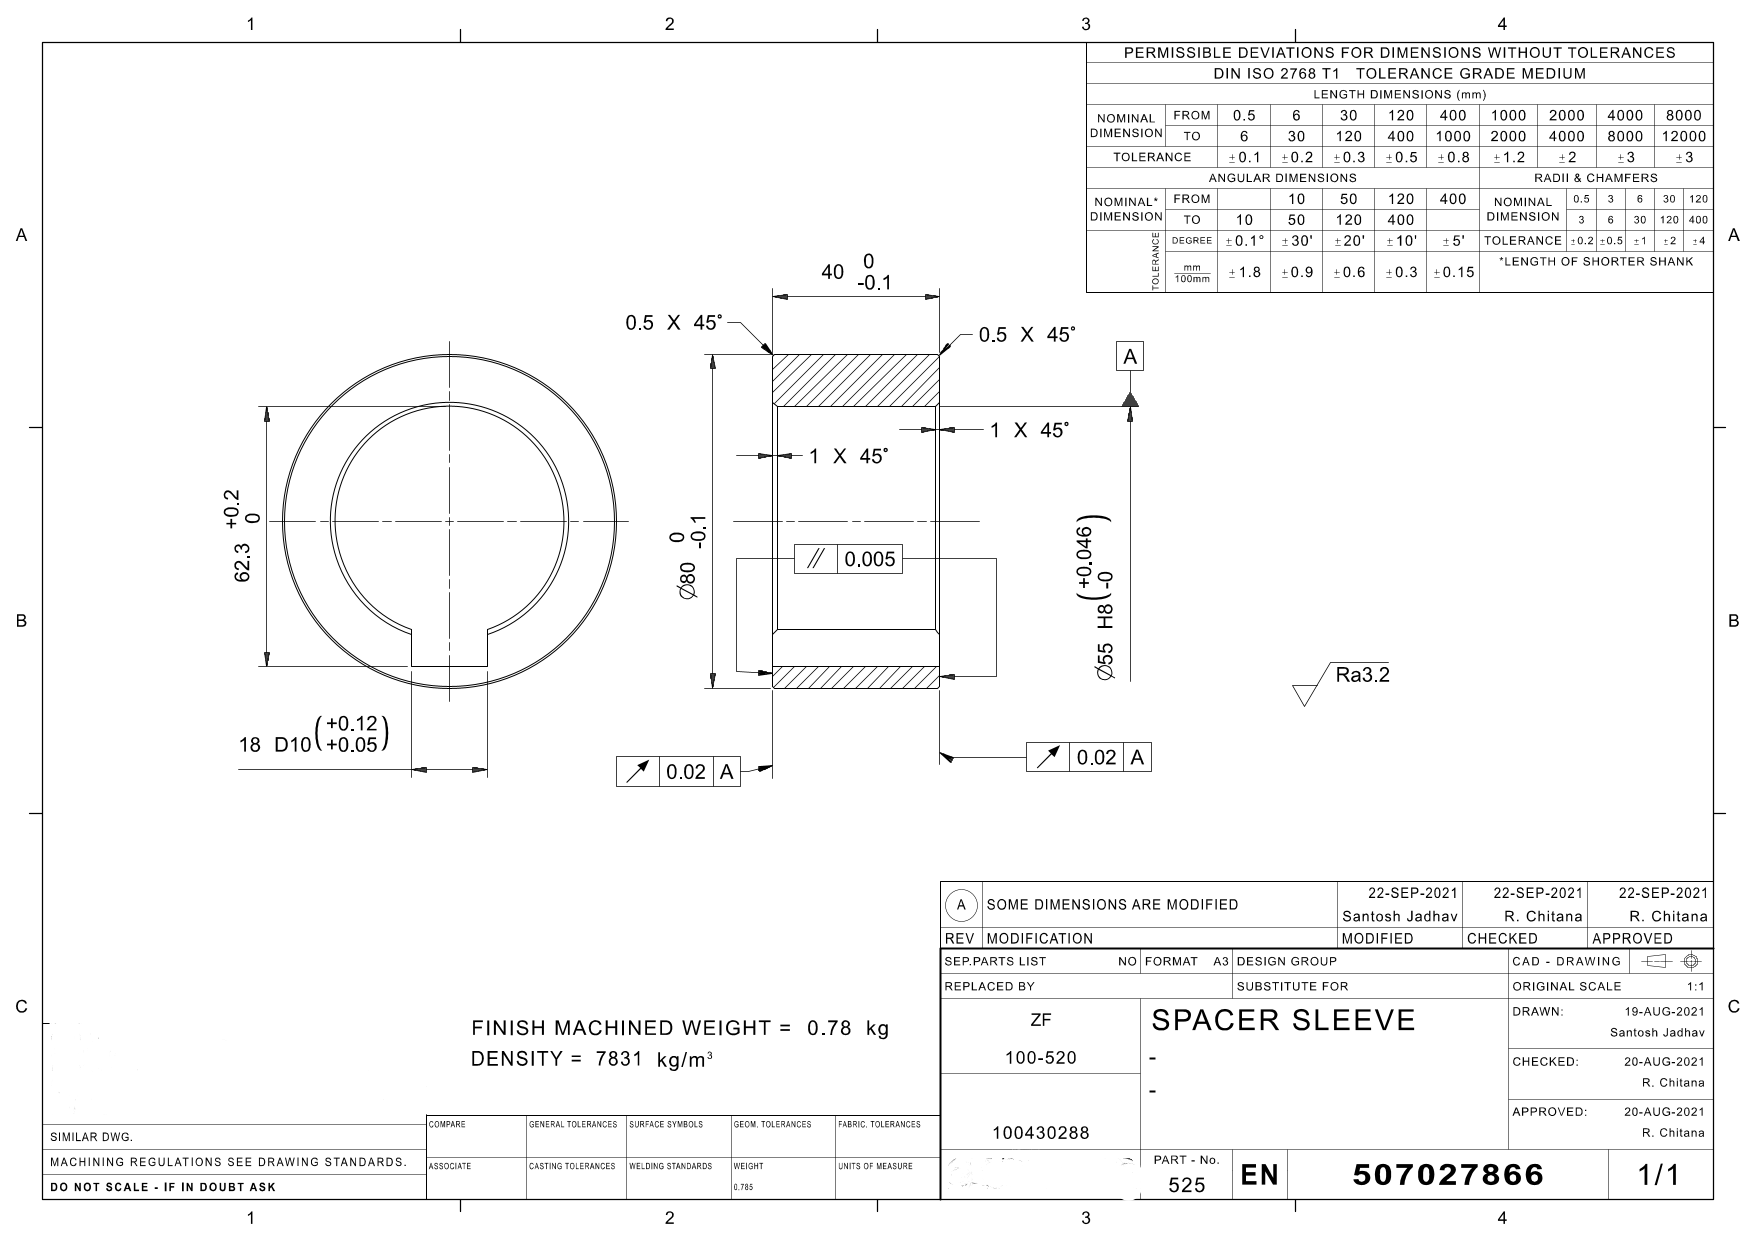 1 2 3 4
PERMISSIBLE DEVIATIONS FOR DIMENSIONS WITHOUT TOLERANCES
DIN ISO 2768 T1 TOLERANCE GRADE MEDIUM
LENGTH DIMENSIONS (mm)
NOMINAL DIMENSION FROM 0.5 6 30 120 400 1000 2000 4000 8000
TO 6 30 120 400 1000 2000 4000 8000 12000
TOLERANCE ±0.1 ±0.2 ±0.3 ±0.5 ±0.8 ±1.2 ±2 ±3 ±3
ANGULAR DIMENSIONS RADII & CHAMFERS
NOMINAL* DIMENSION FROM 10 50 120 400 NOMINAL DIMENSION 0.5 3 6 30 120
TO 10 50 120 400 3 6 30 120 400
TOLERANCE DEGREE ±0.1° ±30' ±20' ±10' ±5' TOLERANCE ±0.2 ±0.5 ±1 ±2 ±4
mm/100mm ±1.8 ±0.9 ±0.6 ±0.3 ±0.15 *LENGTH OF SHORTER SHANK
A A
40 0 -0.1
0.5 X 45°
0.5 X 45°
A
1 X 45°
1 X 45°
62.3 +0.2 0
Ø80 0 -0.1
// 0.005
Ø55 H8(+0.046 -0)
B B
Ra3.2
18 D10(+0.12 +0.05)
0.02 A
0.02 A
A SOME DIMENSIONS ARE MODIFIED 22-SEP-2021 22-SEP-2021 22-SEP-2021
Santosh Jadhav R. Chitana R. Chitana
REV MODIFICATION MODIFIED CHECKED APPROVED
SEP.PARTS LIST NO FORMAT A3 DESIGN GROUP CAD - DRAWING
REPLACED BY SUBSTITUTE FOR ORIGINAL SCALE 1:1
C C
FINISH MACHINED WEIGHT = 0.78 kg
DENSITY = 7831 kg/m³
ZF
100-520
100430288
SPACER SLEEVE
-
-
DRAWN: 19-AUG-2021
Santosh Jadhav
CHECKED: 20-AUG-2021
R. Chitana
APPROVED: 20-AUG-2021
R. Chitana
SIMILAR DWG.
MACHINING REGULATIONS SEE DRAWING STANDARDS.
DO NOT SCALE - IF IN DOUBT ASK
COMPARE GENERAL TOLERANCES SURFACE SYMBOLS GEOM. TOLERANCES FABRIC. TOLERANCES
ASSOCIATE CASTING TOLERANCES WELDING STANDARDS WEIGHT UNITS OF MEASURE
0.785
PART - No.
525
EN 507027866 1/1
1 2 3 4